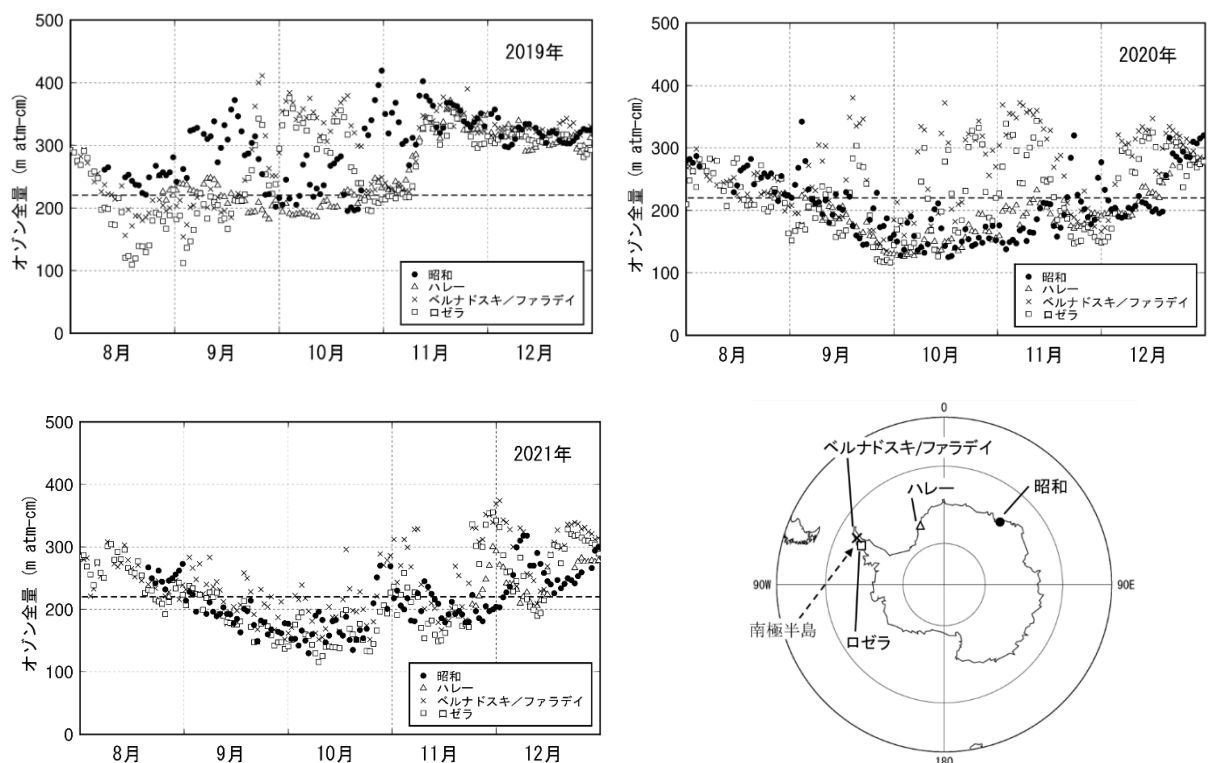 オゾン全量 (m atm-cm)
500
400
300
200
100
0
2019年
昭和
ハレー
ベルナドスキ/ファラデイ
ロゼラ
8月 9月 10月 11月 12月
オゾン全量 (m atm-cm)
500
400
300
200
100
0
2020年
昭和
ハレー
ベルナドスキ/ファラデイ
ロゼラ
8月 9月 10月 11月 12月
オゾン全量 (m atm-cm)
500
400
300
200
100
0
2021年
昭和
ハレー
ベルナドスキ/ファラデイ
ロゼラ
8月 9月 10月 11月 12月
0
ベルナドスキ/ファラデイ
ハレー
昭和
90W
90E
南極半島
ロゼラ
180